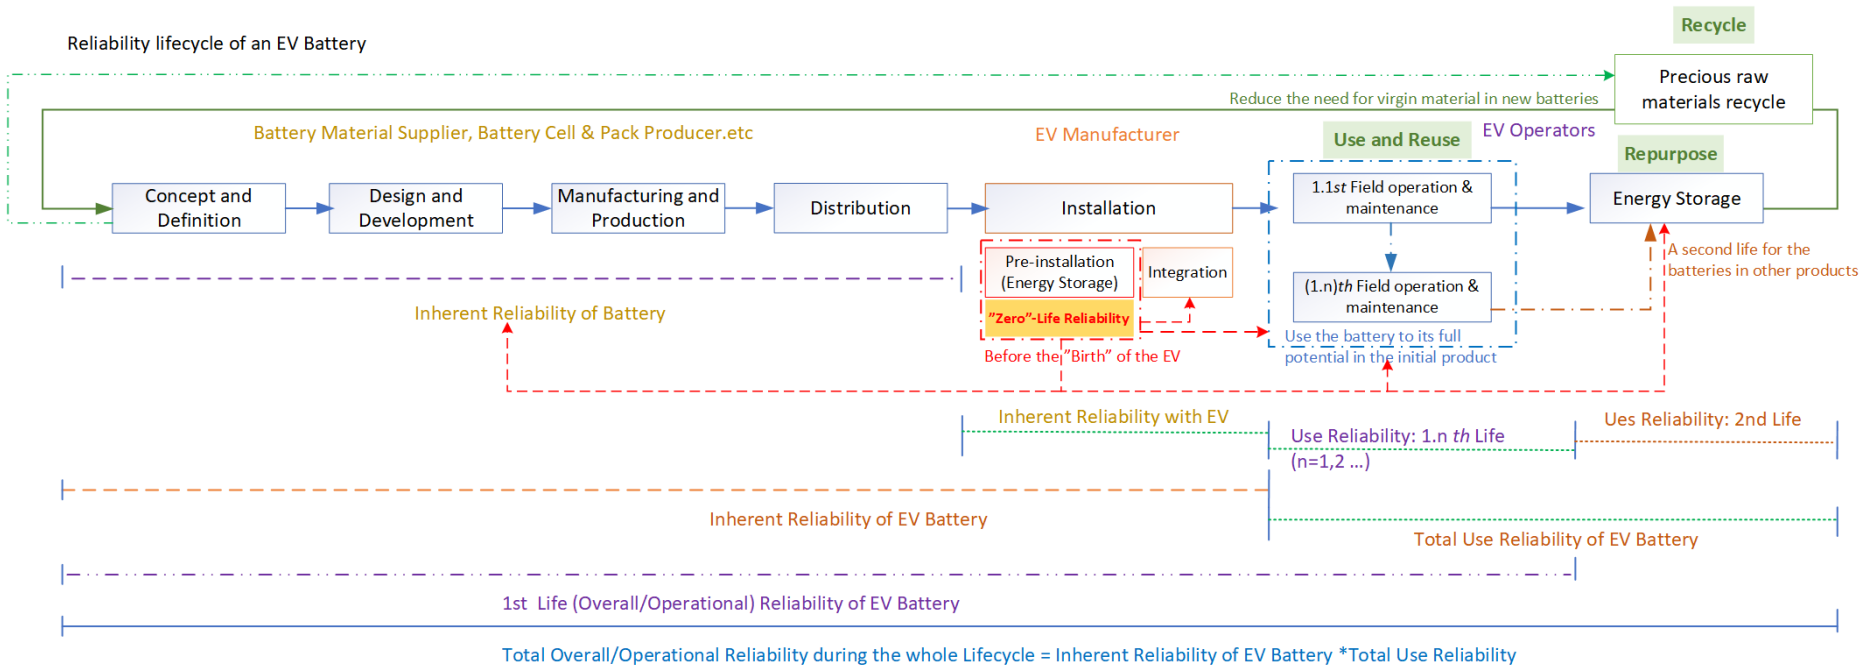 Recycle
Reliability lifecycle of an EV Battery
Precious raw
materials recycle
Reduce the need for virgin material in new batteries
Battery Material Supplier, Battery Cell & Pack Producer.etc
EV Manufacturer
Use and Reuse
EV Operators
Repurpose
Concept and
Definition
Design and
Development
Manufacturing and
Production
Distribution
Installation
1.1st Field operation &
maintenance
Energy Storage
Pre-installation
(Energy Storage)
Integration
"Zero"-Life Reliability
Before the "Birth" of the EV
(1.n)th Field operation &
maintenance
Use the battery to its full
potential in the initial product
A second life for the
batteries in other products
Inherent Reliability of Battery
Inherent Reliability with EV
Use Reliability: 1.n th Life
(n=1,2 ...)
Ues Reliability: 2nd Life
Inherent Reliability of EV Battery
Total Use Reliability of EV Battery
1st Life (Overall/Operational) Reliability of EV Battery
Total Overall/Operational Reliability during the whole Lifecycle = Inherent Reliability of EV Battery *Total Use Reliability